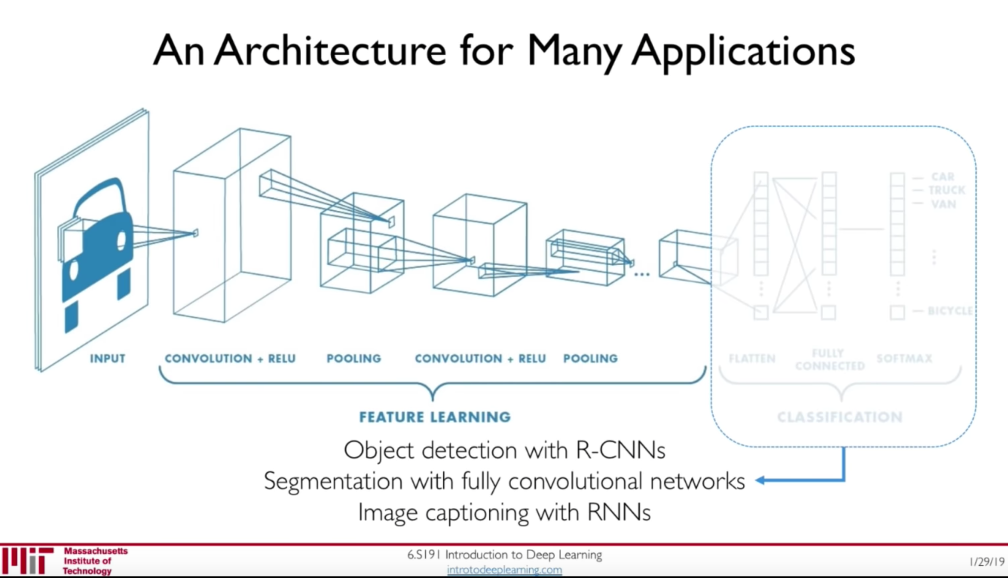 An Architecture for Many Applications
CAR
TRUCK
VAN
BICYCLE
INPUT
CONVOLUTION + RELU
POOLING
CONVOLUTION + RELU
POOLING
FLATTEN
FULLY
CONNECTED
SOFTMAX
FEATURE LEARNING
CLASSIFICATION
Object detection with R-CNNs
Segmentation with fully convolutional networks
Image captioning with RNNs
Massachusetts
Institute of
Technology
6.S191 Introduction to Deep Learning
introtodeeplearning.com
1/29/19